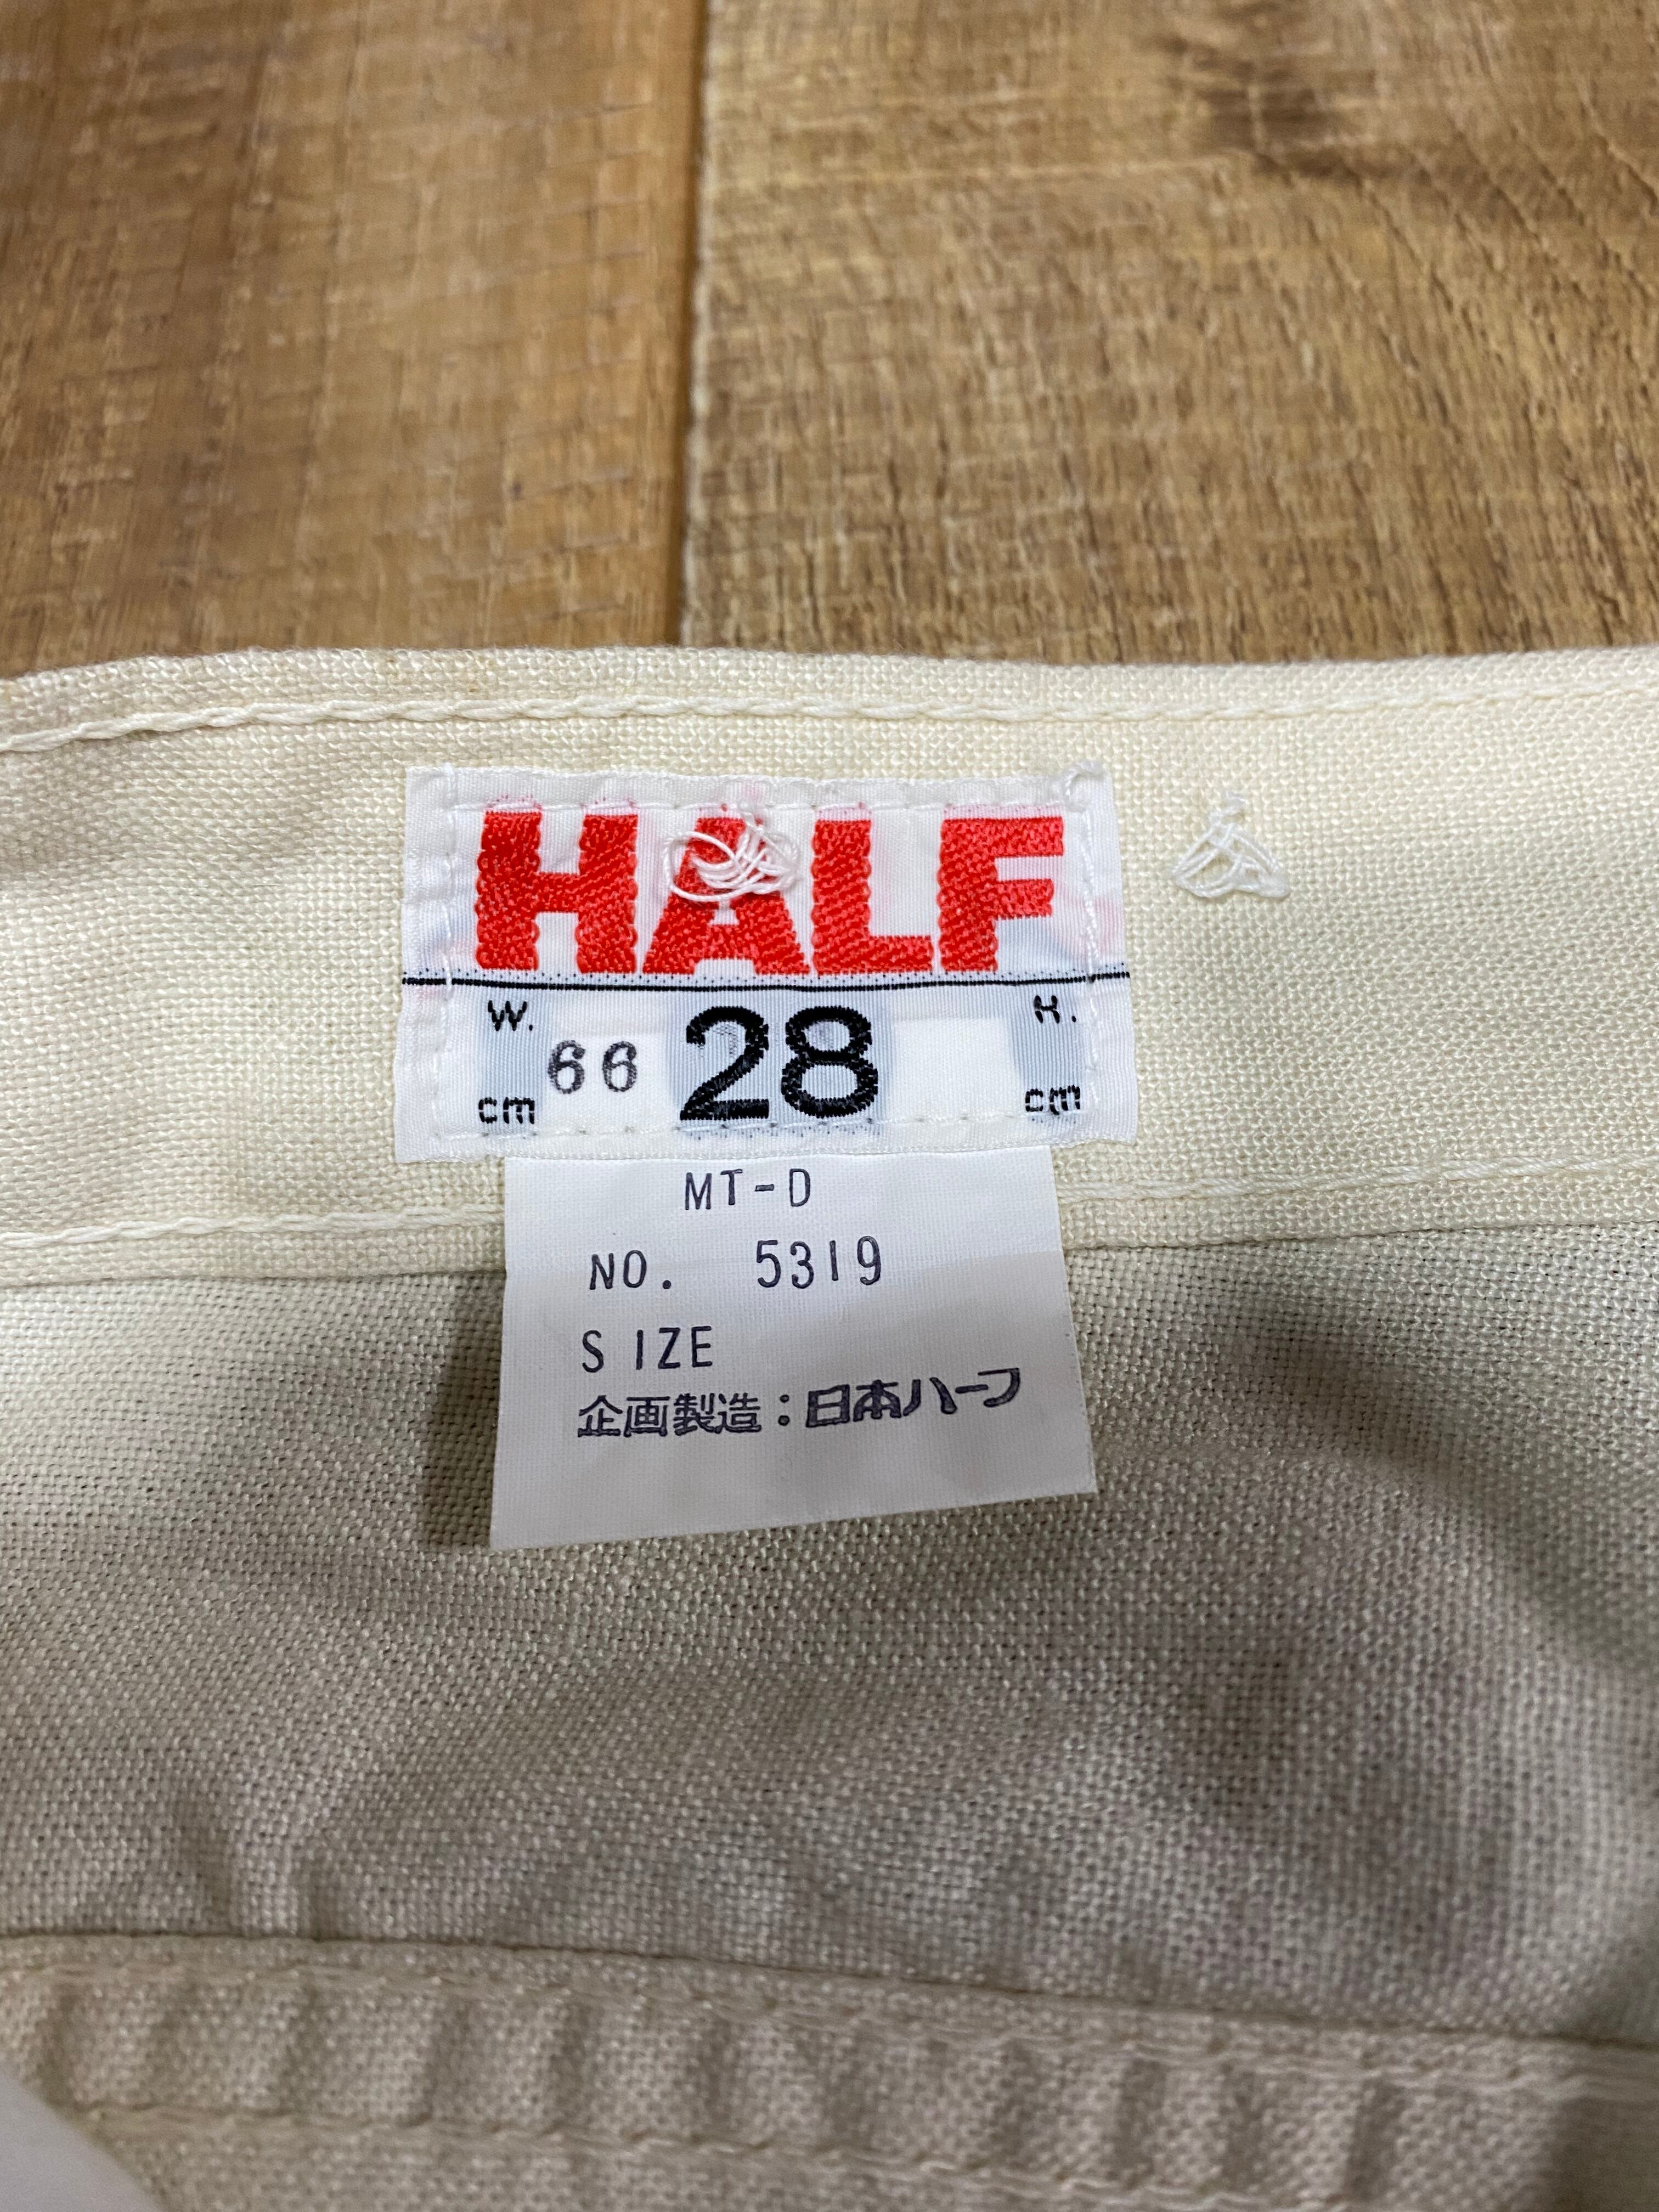 HALF
W. 28 H.
cm 66 cm
MT-D
NO. 5319
SIZE
企画製造:日本ハーフ